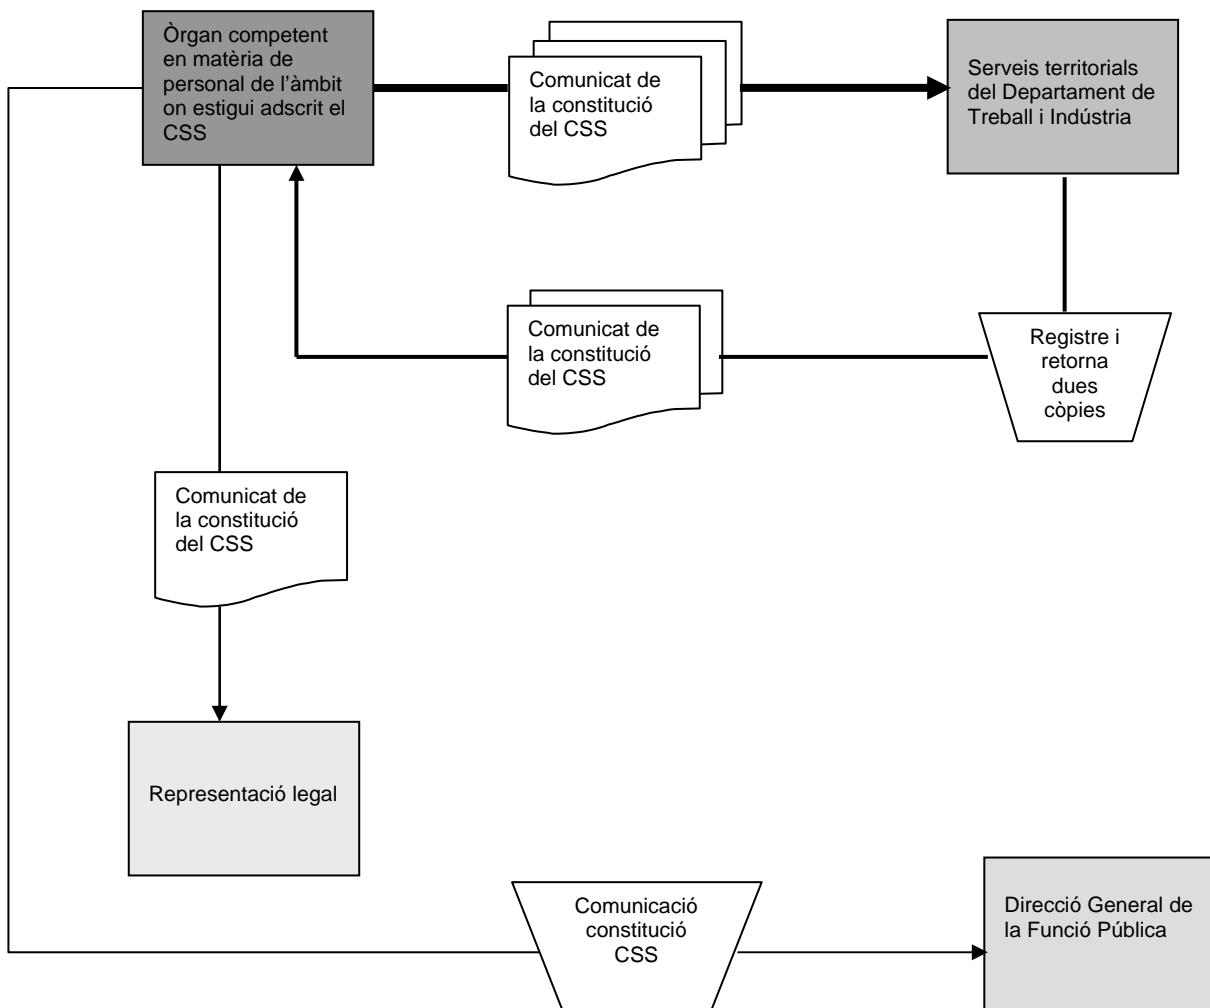 Òrgan competent
en matèria de
personal de l'àmbit
on estigui adscrit el
CSS
Comunicat de
la constitució
del CSS
Serveis territorials
del Departament de
Treball i Indústria
Comunicat de
la constitució
del CSS
Registre i
retorna
dues
còpies
Comunicat de
la constitució
del CSS
Representació legal
Comunicació
constitució
CSS
Direcció General de
la Funció Pública